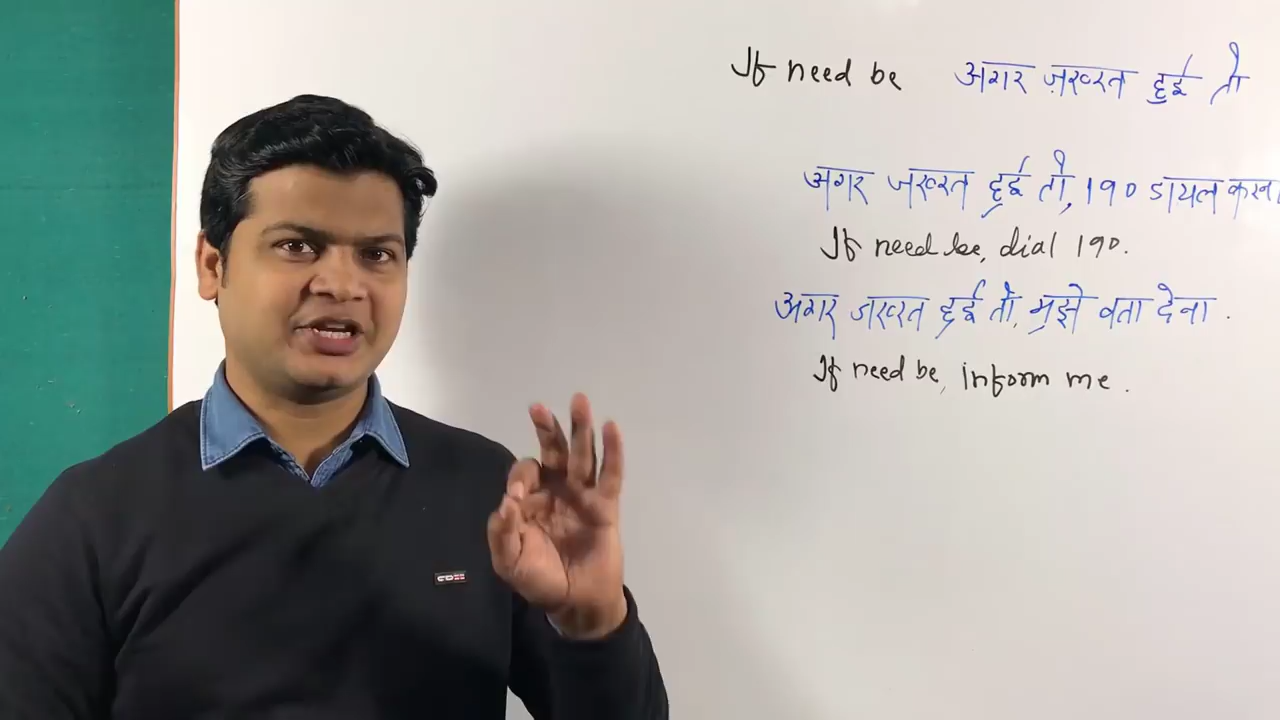 If need be अगर ज़रूरत हुई तो
अगर जरूरत हुई तो, 190 डायल करना
If need be, dial 190.
अगर जरूरत हुई तो, मुझे बता देना.
If need be, inform me.